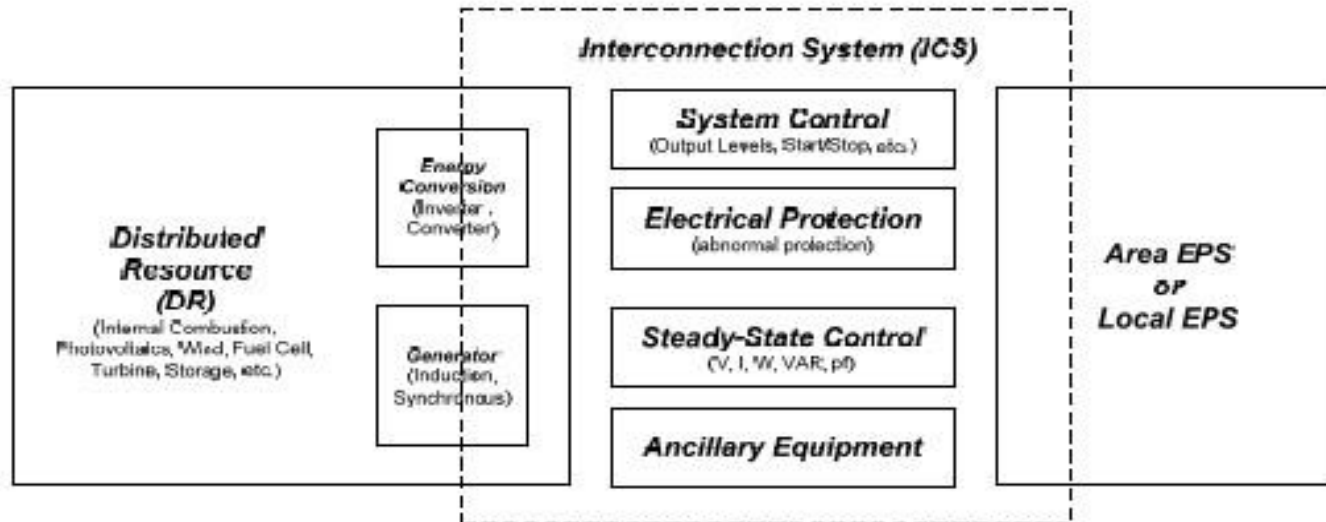 Interconnection System (ICS)
System Control
(Output Levels, Start/Stop, etc.)
Energy
Conversion
(Inverter ,
Converter)
Electrical Protection
(abnormal protection)
Distributed
Resource
(DR)
(Internal Combustion,
Photovoltaics, Wind, Fuel Cell,
Turbine, Storage, etc.)
Area EPS
or
Local EPS
Generator
(Induction,
Synchronous)
Steady-State Control
(V, I, W, VAR, pf)
Ancillary Equipment